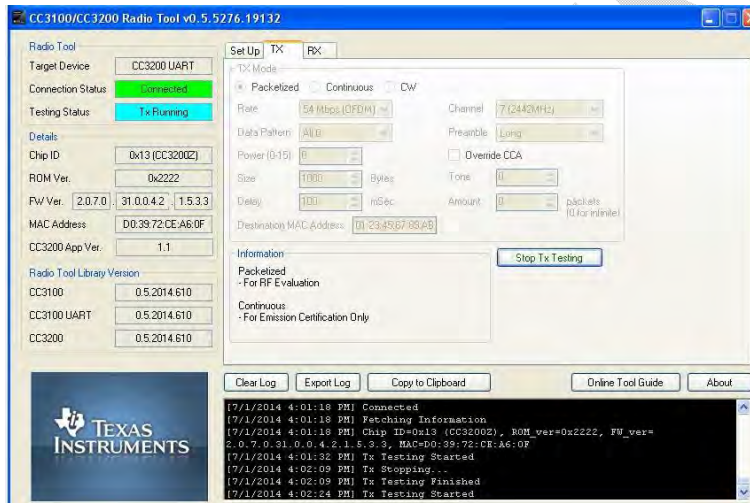 CC3100/CC3200 Radio Tool v0.5.5276.19132
Radio Tool
Target Device CC3200 UART
Connection Status Connected
Testing Status Tx Running
Details
Chip ID 0x13 (CC3200Z)
ROM Ver. 0x2222
FW Ver. 2.0.7.0 . 31.0.0.4.2 . 1.5.3.3
MAC Address D0:39:72:CE:A6:0F
CC3200 App Ver. 1.1
Radio Tool Library Version
CC3100 0.5.2014.610
CC3100 UART 0.5.2014.610
CC3200 0.5.2014.610
TEXAS
INSTRUMENTS
Set Up TX RX
TX Mode
Packetized Continuous CW
Rate 54 Mbps (OFDM) Channel 7 (2442MHz)
Data Pattern All 0 Preamble Long
Power (0-15) 0 Override CCA
Size 1000 Bytes Tone 0
Delay 100 mSec Amount 0 packets
(0 for infinite)
Destination MAC Address 01:23:45:67:89:AB
Information
Packetized
- For RF Evaluation
Continuous
- For Emission Certification Only
Stop Tx Testing
Clear Log Export Log Copy to Clipboard Online Tool Guide About
[7/1/2014 4:01:18 PM] Connected
[7/1/2014 4:01:18 PM] Fetching Information
[7/1/2014 4:01:18 PM] Chip ID=0x13 (CC3200Z), ROM_ver=0x2222, FW_ver=
2.0.7.0.31.0.0.4.2.1.5.3.3, MAC=D0:39:72:CE:A6:0F
[7/1/2014 4:01:32 PM] Tx Testing Started
[7/1/2014 4:02:09 PM] Tx Stopping...
[7/1/2014 4:02:09 PM] Tx Testing Finished
[7/1/2014 4:02:24 PM] Tx Testing Started